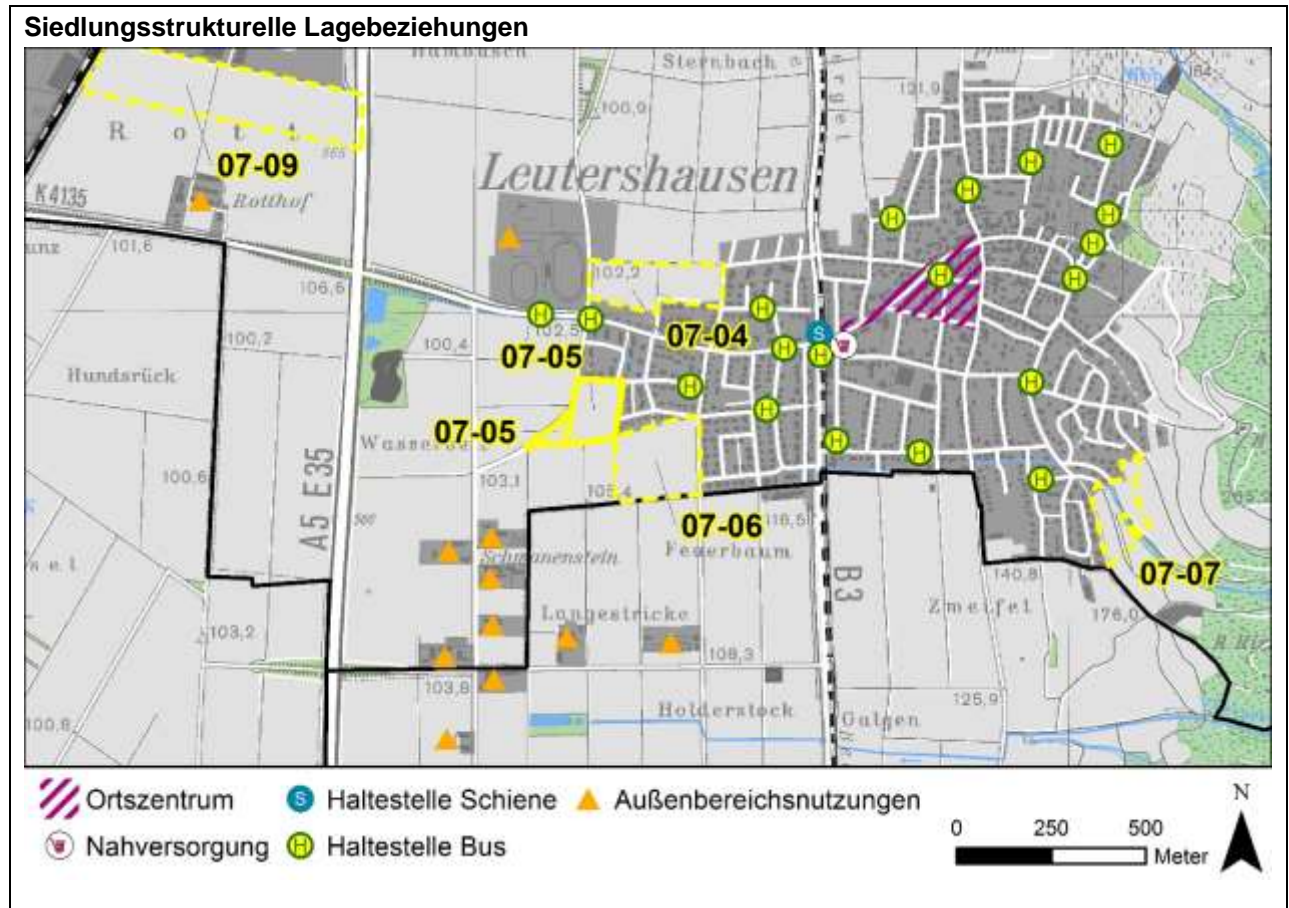 Siedlungsstrukturelle Lagebeziehungen
Sternbach
121,9
100,9
R o t t
07-09
Rotthof
K4135
101,6
106,6
Leutershausen
102,2
102,5
07-04
07-05
100,2
100,4
Hundsrück
07-05
100,6
103,1
105,4
A5 E35
07-06
116,5
Feuerbaum
B3
07-07
140,8
Zweifel
176,0
Langestricke
103,2
108,3
103,8
125,9
Holderstock
Galgen
100,8
H
S
Ortszentrum
Haltestelle Schiene
Außenbereichsnutzungen
Nahversorgung
Haltestelle Bus
N
0 250 500
Meter